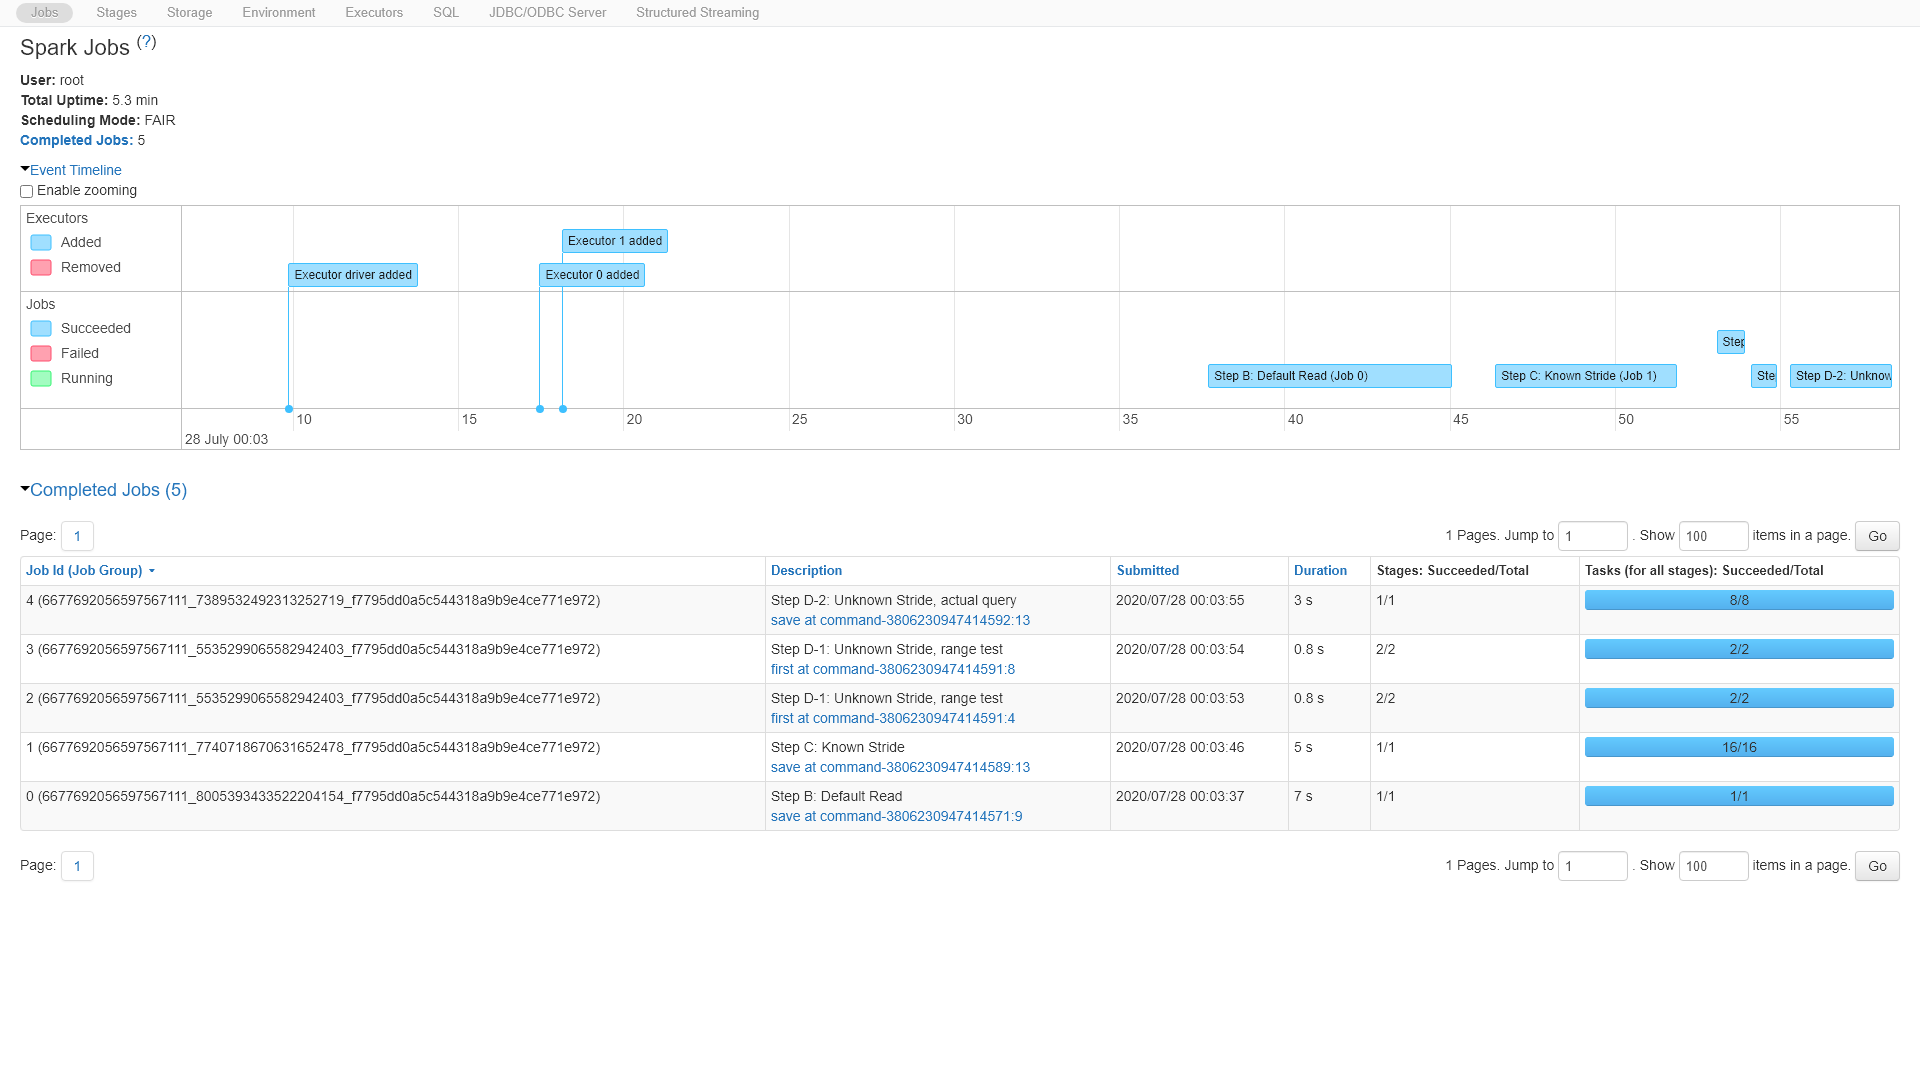 Jobs Stages Storage Environment Executors SQL JDBC/ODBC Server Structured Streaming
Spark Jobs (?)
User: root
Total Uptime: 5.3 min
Scheduling Mode: FAIR
Completed Jobs: 5
Event Timeline
Enable zooming
Executors
Added
Removed
Executor 1 added
Executor driver added
Executor 0 added
Jobs
Succeeded
Failed
Running
Step
Step B: Default Read (Job 0)
Step C: Known Stride (Job 1)
Ste
Step D-2: Unknow
10 15 20 25 30 35 40 45 50 55
28 July 00:03
Completed Jobs (5)
Page: 1
1 Pages. Jump to 1 . Show 100 items in a page. Go
Job Id (Job Group) Description Submitted Duration Stages: Succeeded/Total Tasks (for all stages): Succeeded/Total
4 (6677692056597567111_7389532492313252719_f7795dd0a5c544318a9b9e4ce771e972) Step D-2: Unknown Stride, actual query 2020/07/28 00:03:55 3 s 1/1 8/8
save at command-3806230947414592:13
3 (6677692056597567111_5535299065582942403_f7795dd0a5c544318a9b9e4ce771e972) Step D-1: Unknown Stride, range test 2020/07/28 00:03:54 0.8 s 2/2 2/2
first at command-3806230947414591:8
2 (6677692056597567111_5535299065582942403_f7795dd0a5c544318a9b9e4ce771e972) Step D-1: Unknown Stride, range test 2020/07/28 00:03:53 0.8 s 2/2 2/2
first at command-3806230947414591:4
1 (6677692056597567111_7740718670631652478_f7795dd0a5c544318a9b9e4ce771e972) Step C: Known Stride 2020/07/28 00:03:46 5 s 1/1 16/16
save at command-3806230947414589:13
0 (6677692056597567111_8005393433522204154_f7795dd0a5c544318a9b9e4ce771e972) Step B: Default Read 2020/07/28 00:03:37 7 s 1/1 1/1
save at command-3806230947414571:9
Page: 1
1 Pages. Jump to 1 . Show 100 items in a page. Go